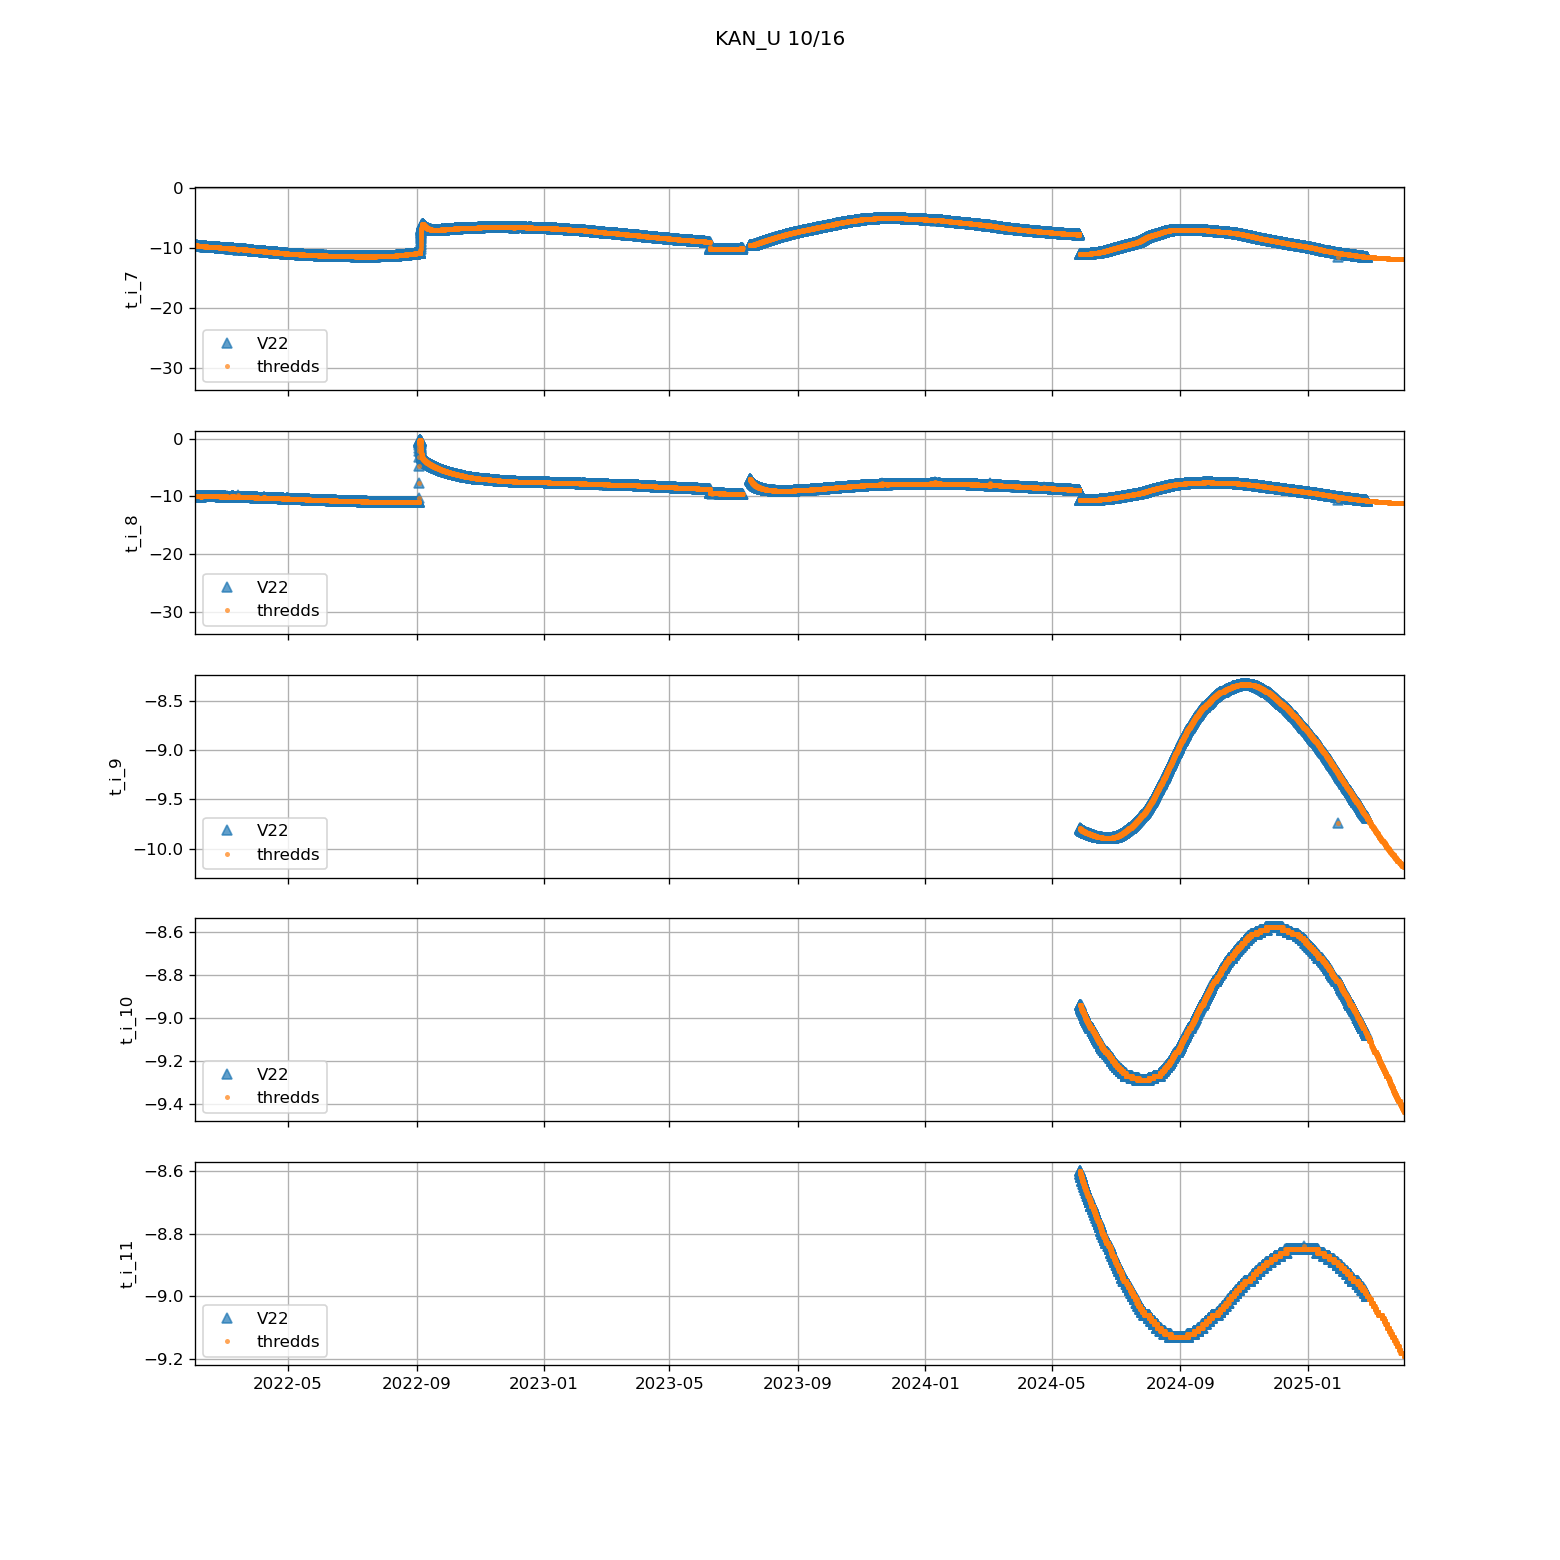 KAN_U 10/16
0
−10
−20
−30
t_i_7
V22
thredds
0
−10
−20
−30
t_i_8
V22
thredds
−8.5
−9.0
−9.5
−10.0
t_i_9
V22
thredds
−8.6
−8.8
−9.0
−9.2
−9.4
t_i_10
V22
thredds
−8.6
−8.8
−9.0
−9.2
t_i_11
V22
thredds
2022-05 2022-09 2023-01 2023-05 2023-09 2024-01 2024-05 2024-09 2025-01